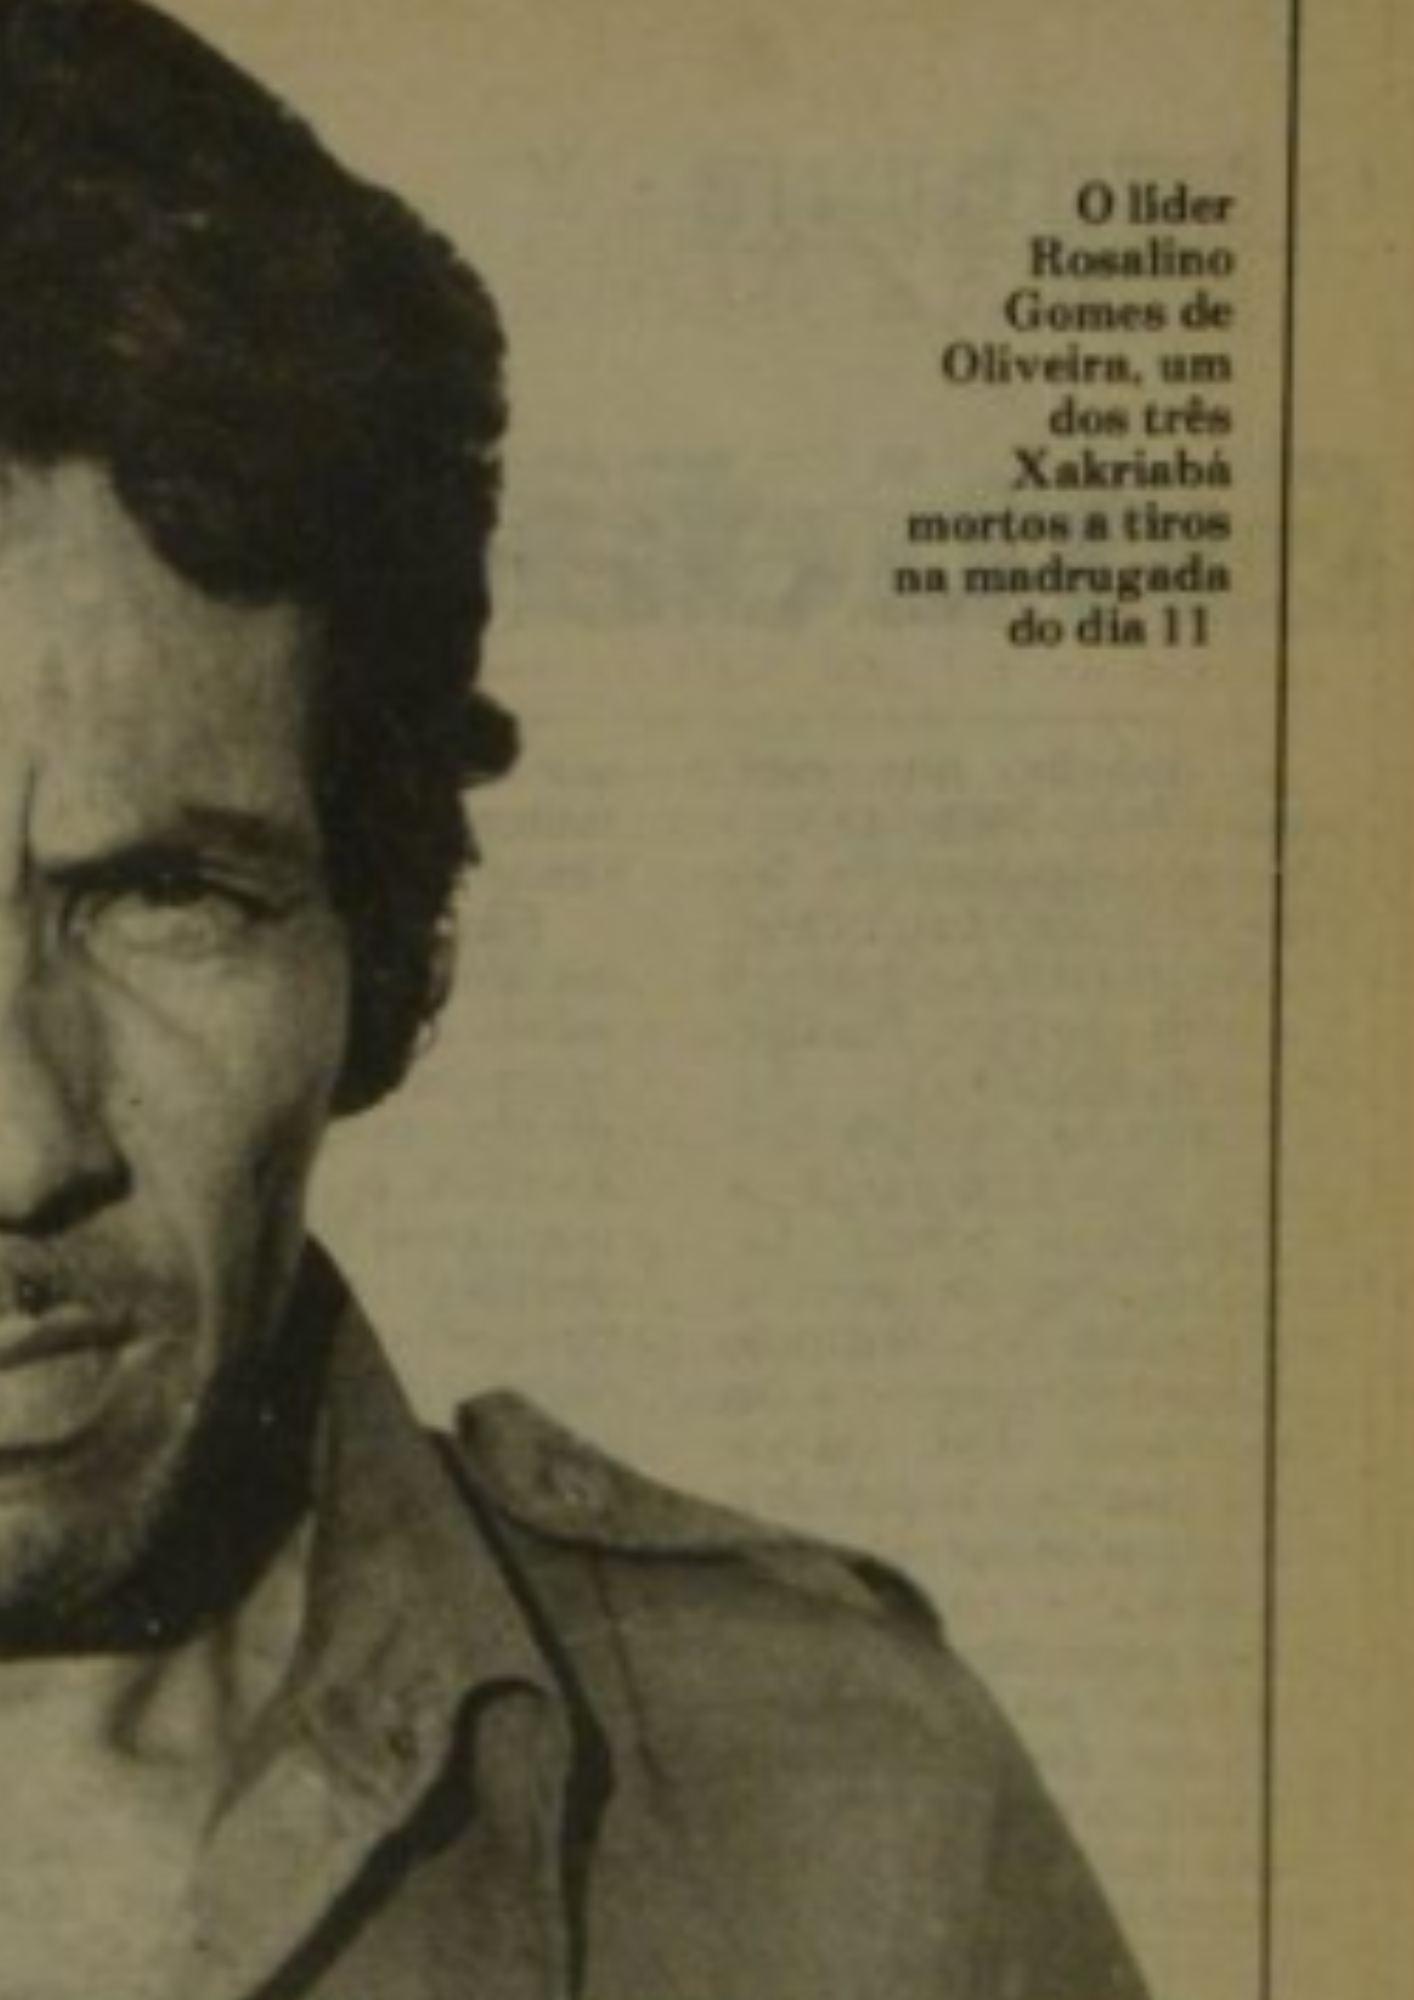 O líder
Rosalino
Gomes de
Oliveira, um
dos três
Xakriabá
mortos a tiros
na madrugada
do dia 11